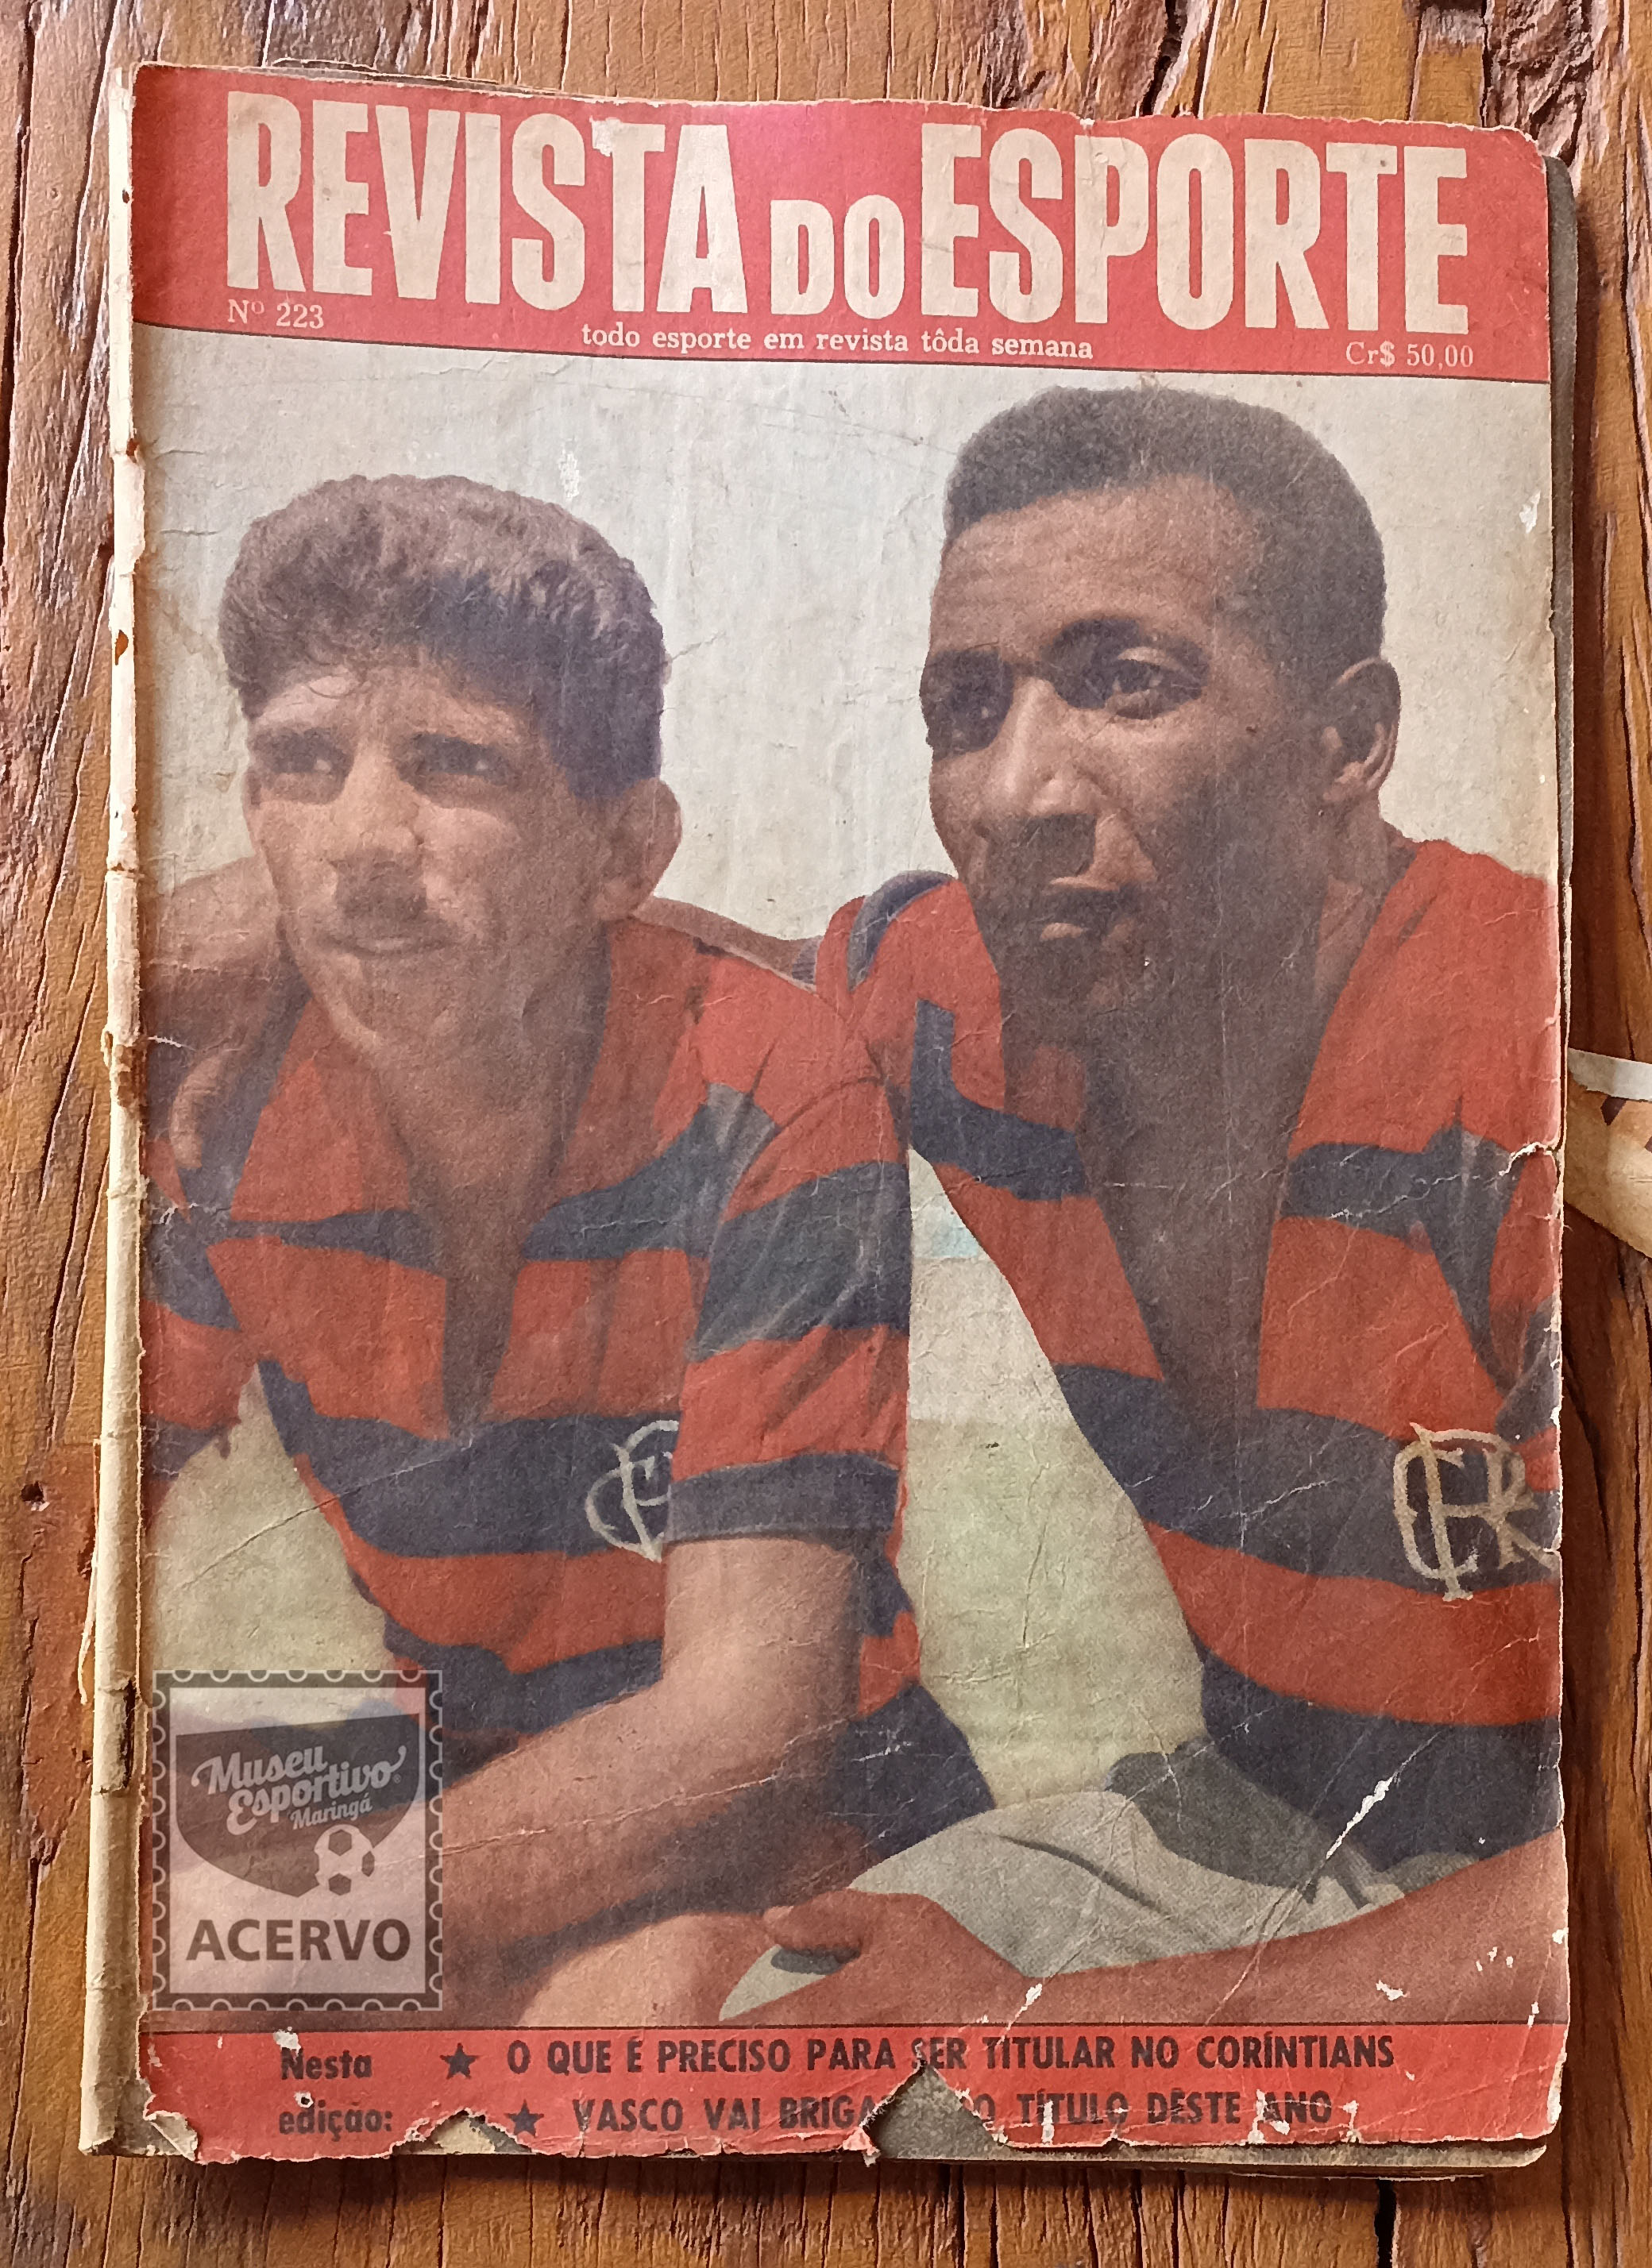 REVISTA DO ESPORTE
Nº 223
todo esporte em revista tôda semana
Cr$ 50,00
CRF
Museu
Esportivo
Maringá
ACERVO
Nesta edição:
★ O QUE É PRECISO PARA SER TITULAR NO CORÍNTIANS
★ VASCO VAI TÍTULO DÊSTE ANO